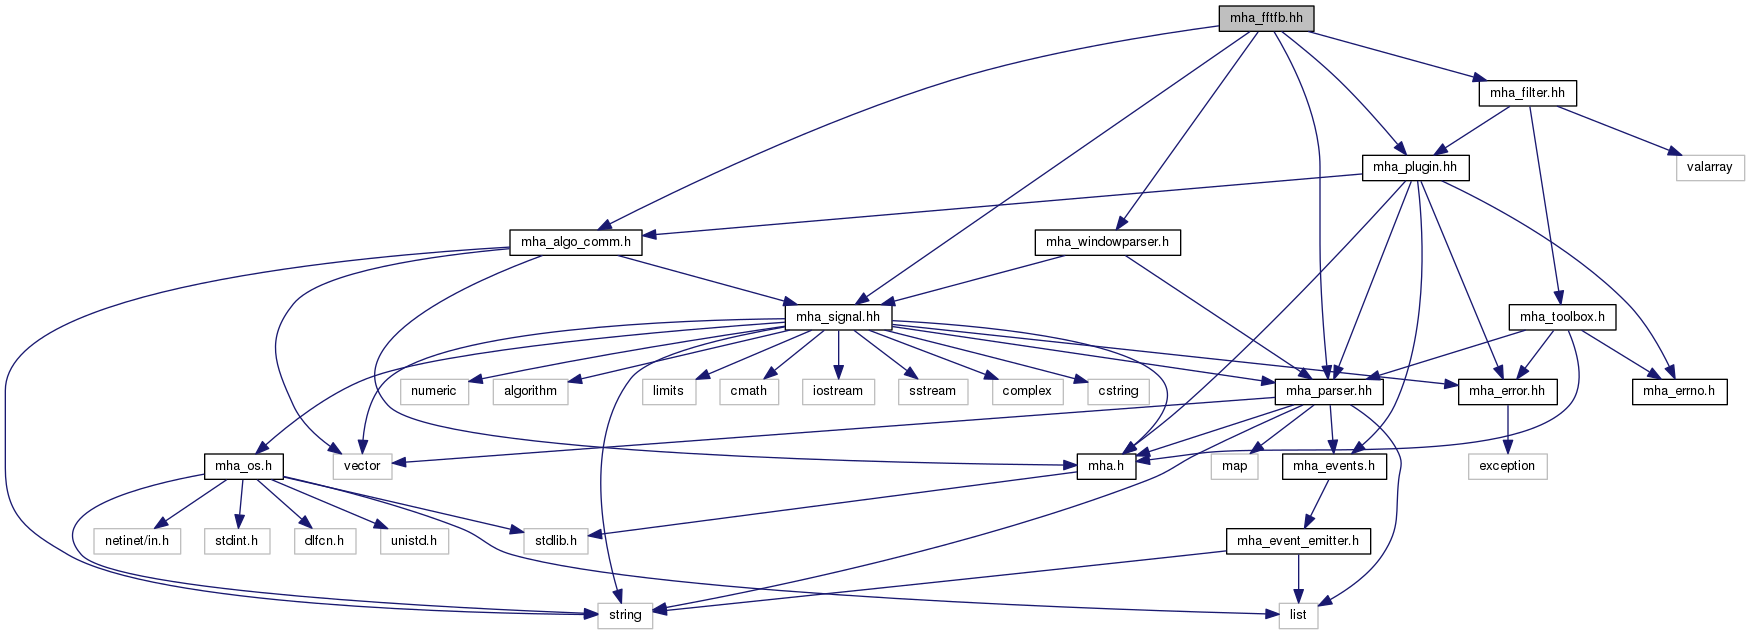 mha_fftfb.hh
mha_filter.hh
mha_plugin.hh
valarray
mha_algo_comm.h
mha_windowparser.h
mha_signal.hh
mha_toolbox.h
numeric
algorithm
limits
cmath
iostream
sstream
complex
cstring
mha_parser.hh
mha_error.hh
mha_errno.h
mha_os.h
vector
mha.h
map
mha_events.h
exception
netinet/in.h
stdint.h
dlfcn.h
unistd.h
stdlib.h
mha_event_emitter.h
string
list